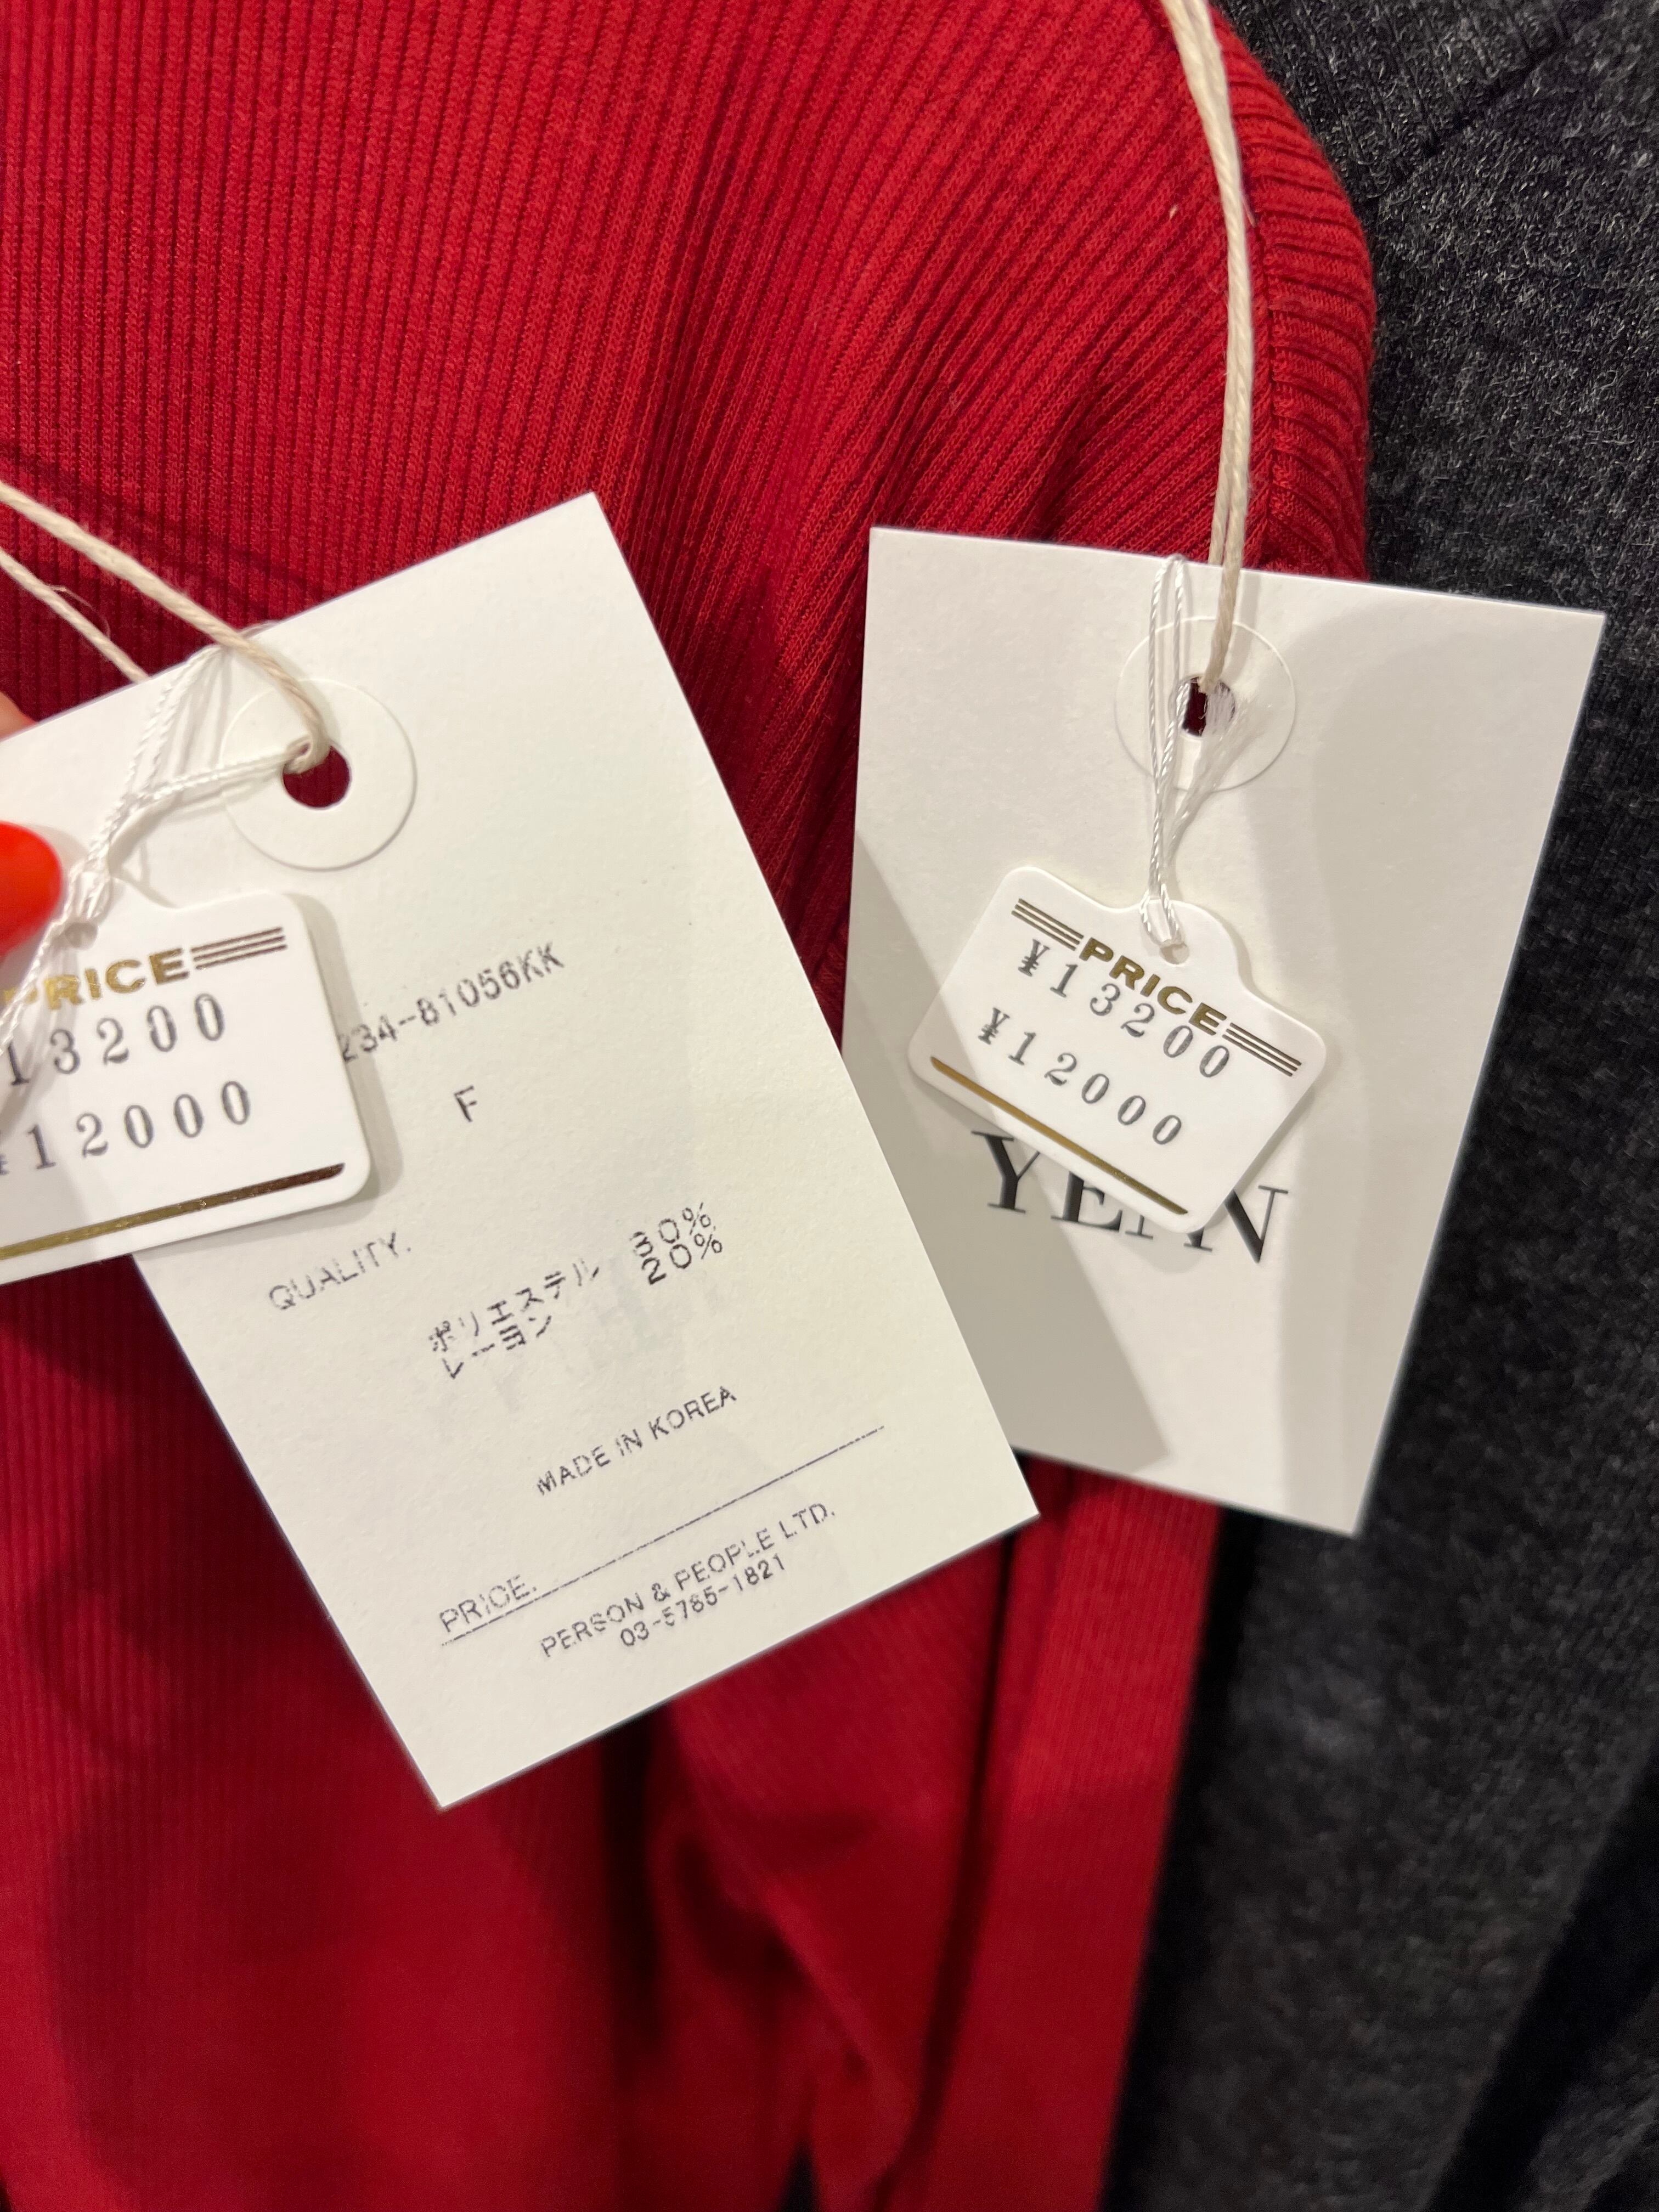 PRICE
13200
¥12000
234-81056KK
F
QUALITY.
ポリエステル 80%
レーヨン 20%
MADE IN KOREA
PRICE.
PERSON & PEOPLE LTD.
03-5785-1821
PRICE
¥13200
¥12000